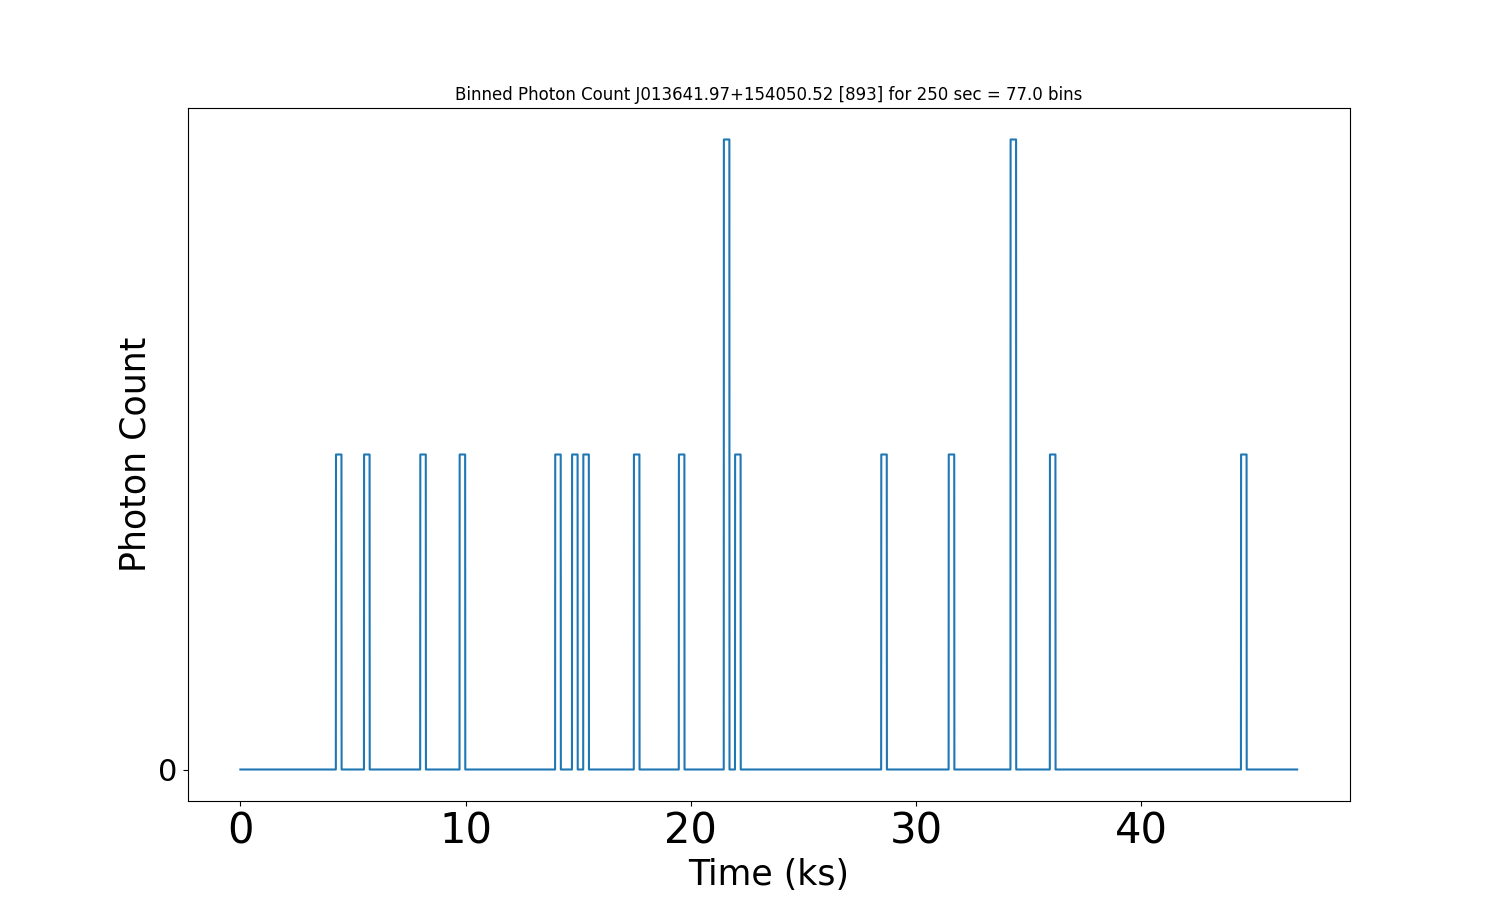 Binned Photon Count J013641.97+154050.52 [893] for 250 sec = 77.0 bins
Photon Count
0
0 10 20 30 40
Time (ks)